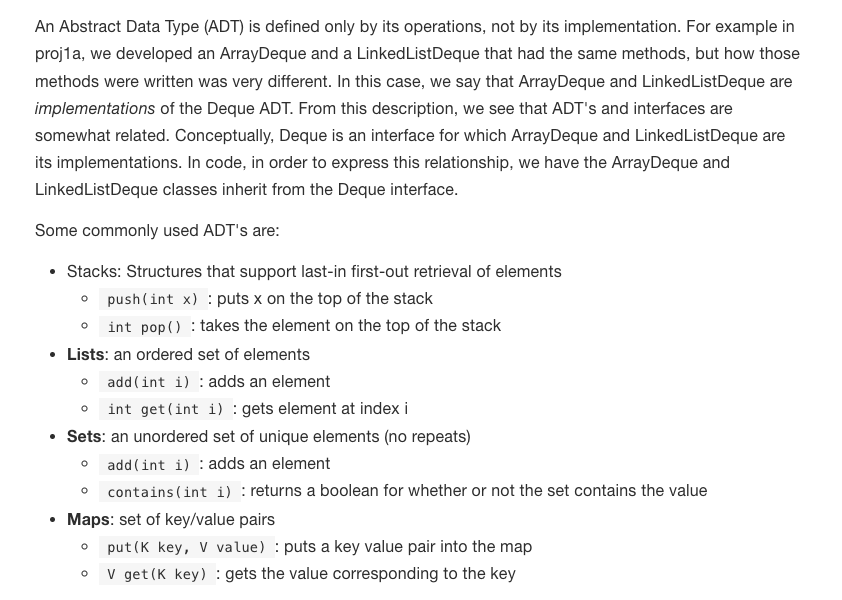 An Abstract Data Type (ADT) is defined only by its operations, not by its implementation. For example in
proj1a, we developed an ArrayDeque and a LinkedListDeque that had the same methods, but how those
methods were written was very different. In this case, we say that ArrayDeque and LinkedListDeque are
implementations of the Deque ADT. From this description, we see that ADT's and interfaces are
somewhat related. Conceptually, Deque is an interface for which ArrayDeque and LinkedListDeque are
its implementations. In code, in order to express this relationship, we have the ArrayDeque and
LinkedListDeque classes inherit from the Deque interface.
Some commonly used ADT's are:
• Stacks: Structures that support last-in first-out retrieval of elements
◦ push(int x) : puts x on the top of the stack
◦ int pop() : takes the element on the top of the stack
• Lists: an ordered set of elements
◦ add(int i) : adds an element
◦ int get(int i) : gets element at index i
• Sets: an unordered set of unique elements (no repeats)
◦ add(int i) : adds an element
◦ contains(int i) : returns a boolean for whether or not the set contains the value
• Maps: set of key/value pairs
◦ put(K key, V value) : puts a key value pair into the map
◦ V get(K key) : gets the value corresponding to the key